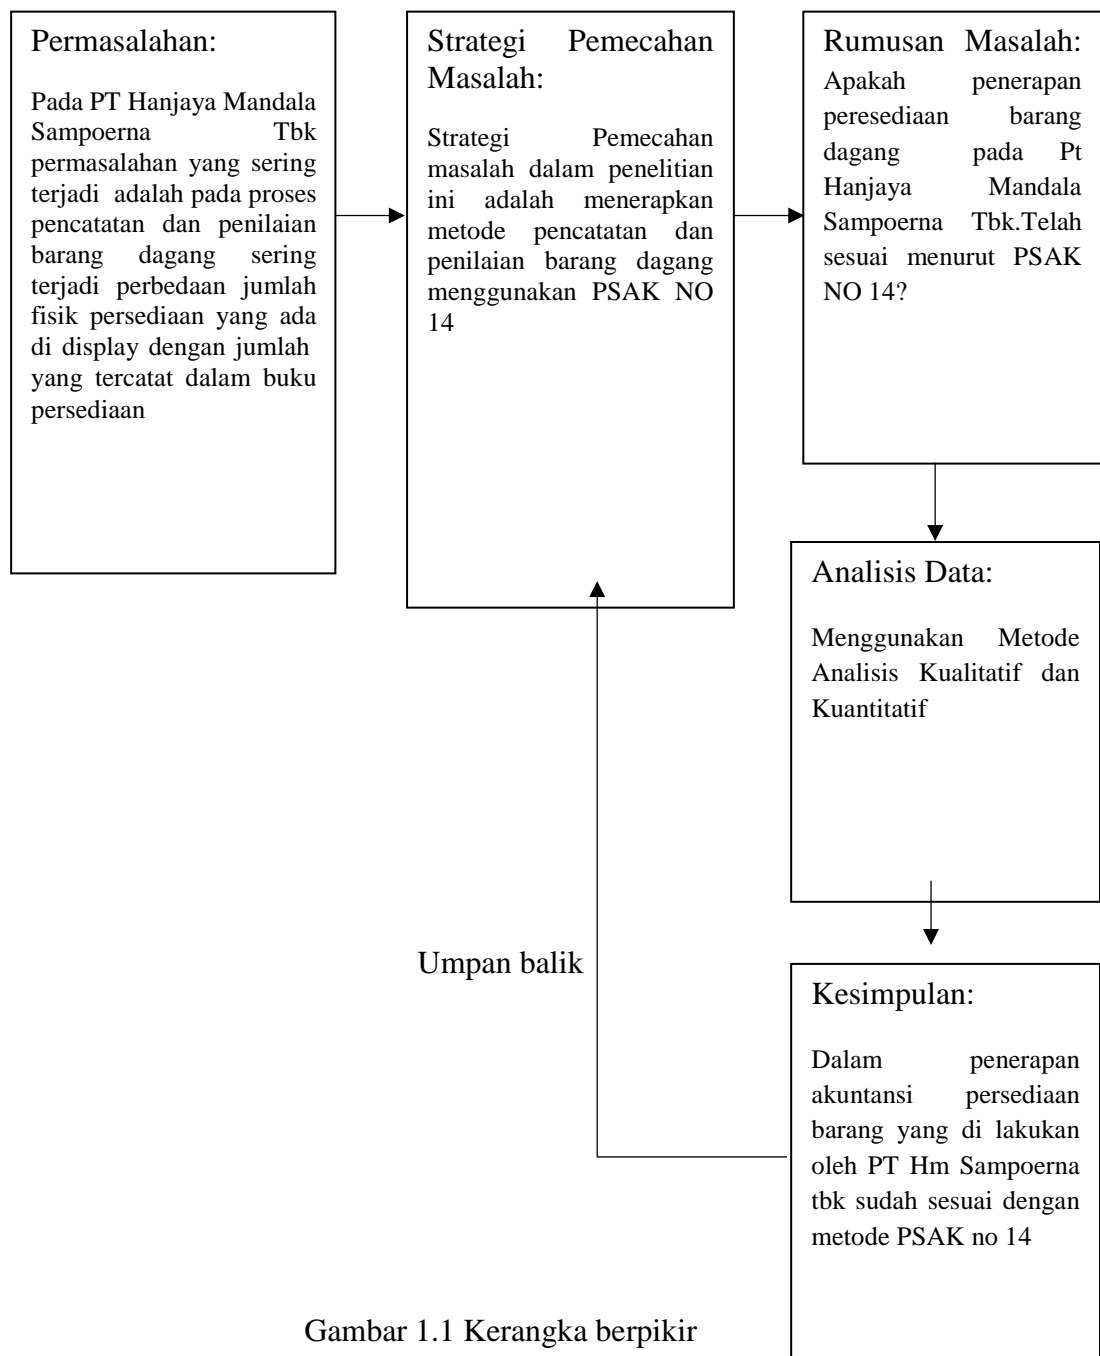 Permasalahan:
Pada PT Hanjaya Mandala
Sampoerna Tbk
permasalahan yang sering
terjadi adalah pada proses
pencatatan dan penilaian
barang dagang sering
terjadi perbedaan jumlah
fisik persediaan yang ada
di display dengan jumlah
yang tercatat dalam buku
persediaan
Strategi Pemecahan
Masalah:
Strategi Pemecahan
masalah dalam penelitian
ini adalah menerapkan
metode pencatatan dan
penilaian barang dagang
menggunakan PSAK NO
14
Rumusan Masalah:
Apakah penerapan
peresediaan barang
dagang pada Pt
Hanjaya Mandala
Sampoerna Tbk.Telah
sesuai menurut PSAK
NO 14?
Analisis Data:
Menggunakan Metode
Analisis Kualitatif dan
Kuantitatif
Umpan balik
Kesimpulan:
Dalam penerapan
akuntansi persediaan
barang yang di lakukan
oleh PT Hm Sampoerna
tbk sudah sesuai dengan
metode PSAK no 14
Gambar 1.1 Kerangka berpikir